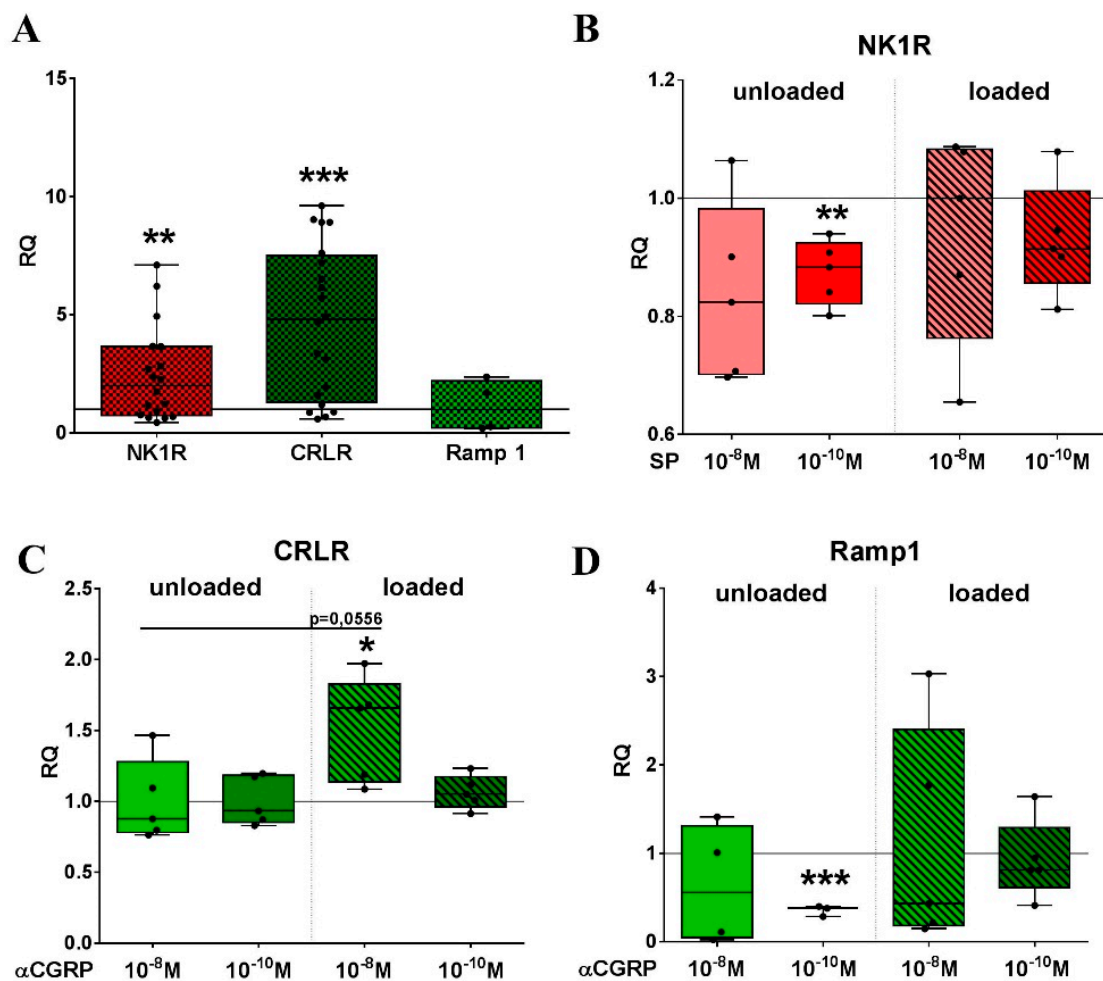 A
RQ
15
10
5
0
**
***
NK1R
CRLR
Ramp 1
B
NK1R
unloaded
loaded
RQ
1.2
1.0
0.8
0.6
**
SP
10⁻⁸M
10⁻¹⁰M
10⁻⁸M
10⁻¹⁰M
C
CRLR
unloaded
loaded
p=0,0556
*
RQ
2.5
2.0
1.5
1.0
0.5
0.0
αCGRP
10⁻⁸M
10⁻¹⁰M
10⁻⁸M
10⁻¹⁰M
D
Ramp1
unloaded
loaded
RQ
4
3
2
1
0
***
αCGRP
10⁻⁸M
10⁻¹⁰M
10⁻⁸M
10⁻¹⁰M